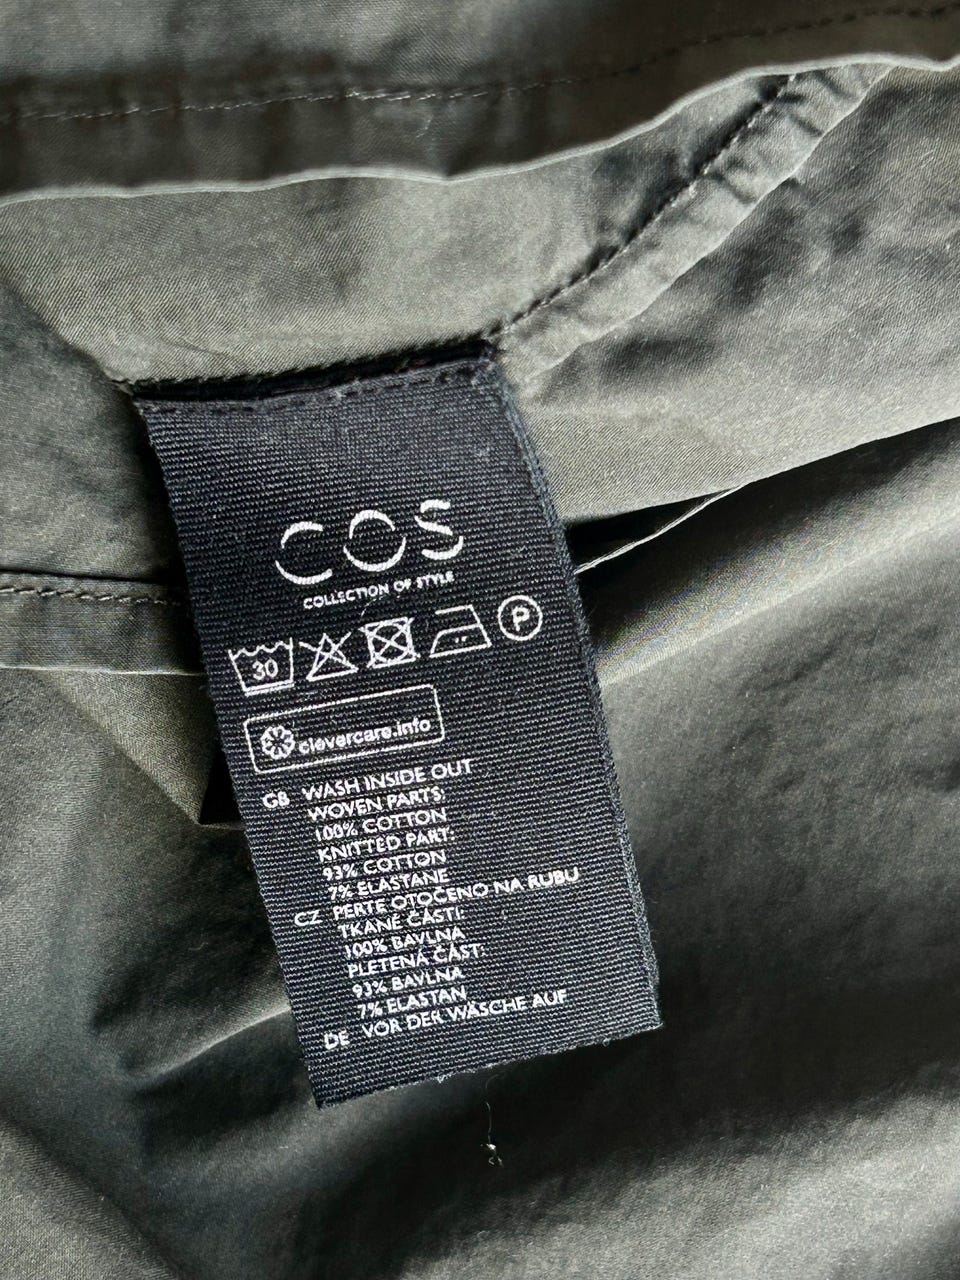 COS
COLLECTION OF STYLE
30 P
clevercare.info
GB WASH INSIDE OUT
WOVEN PARTS:
100% COTTON
KNITTED PART:
93% COTTON
7% ELASTANE
CZ PERTE OTOČENO NA RUBU
TKANÉ ČÁSTI:
100% BAVLNA
PLETENÁ ČÁST:
93% BAVLNA
7% ELASTAN
DE VOR DER WÄSCHE AUF